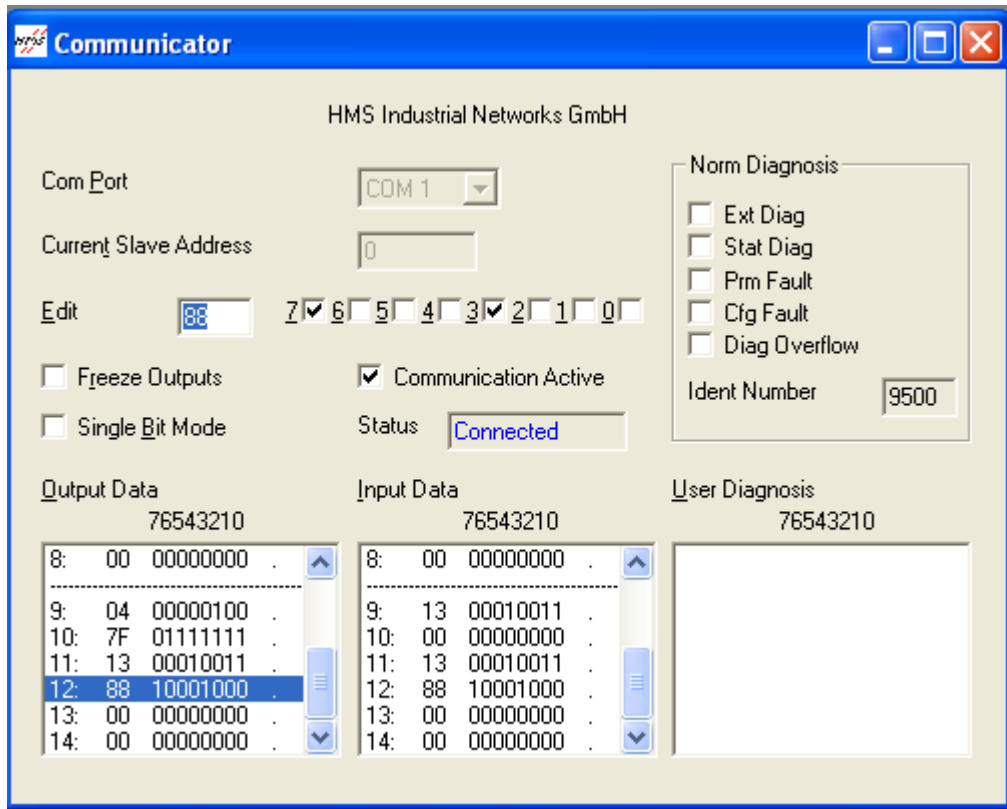 HMS Communicator
HMS Industrial Networks GmbH
Com Port COM 1
Current Slave Address 0
Edit 88 7 6 5 4 3 2 1 0
Freeze Outputs Communication Active
Single Bit Mode Status Connected
Norm Diagnosis
Ext Diag
Stat Diag
Prm Fault
Cfg Fault
Diag Overflow
Ident Number 9500
Output Data
76543210
8: 00 00000000 .
9: 04 00000100 .
10: 7F 01111111 .
11: 13 00010011 .
12: 88 10001000 .
13: 00 00000000 .
14: 00 00000000 .
Input Data
76543210
8: 00 00000000 .
9: 13 00010011 .
10: 00 00000000 .
11: 13 00010011 .
12: 88 10001000 .
13: 00 00000000 .
14: 00 00000000 .
User Diagnosis
76543210